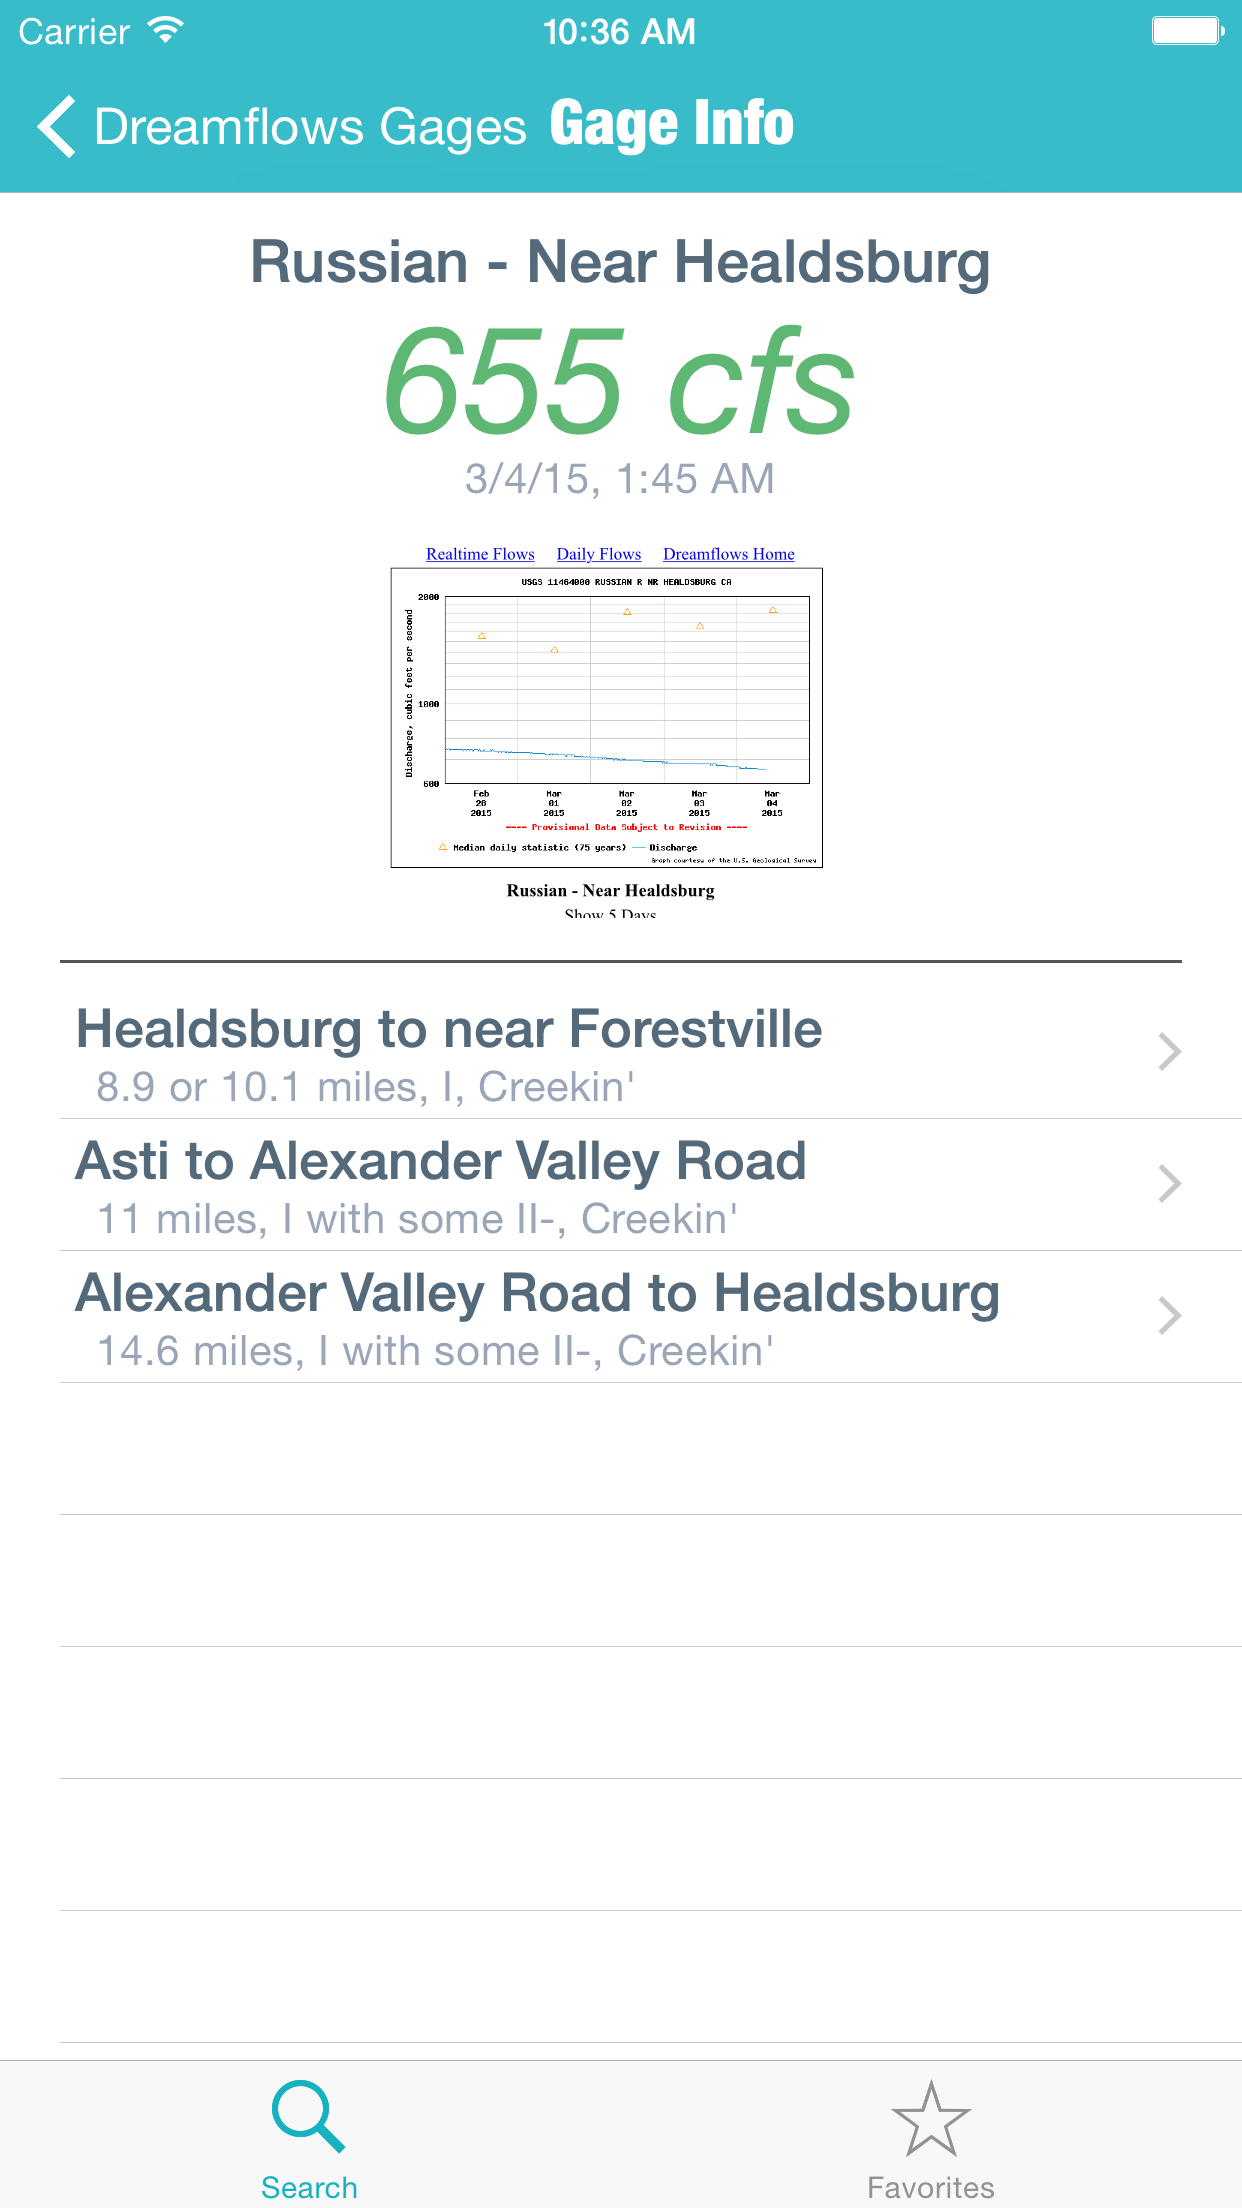 Carrier 10:36 AM
Dreamflows Gages Gage Info
Russian - Near Healdsburg
655 cfs
3/4/15, 1:45 AM
Realtime Flows Daily Flows Dreamflows Home
USGS 11464000 RUSSIAN R NR HEALDSBURG CA
Discharge, cubic feet per second
2000
1000
600
Feb Mar Mar Mar Mar
28 01 02 03 04
2015 2015 2015 2015 2015
---- Provisional Data Subject to Revision ----
Median daily statistic (75 years) Discharge
Graph courtesy of the U.S. Geological Survey
Russian - Near Healdsburg
Show 5 Days
Healdsburg to near Forestville
8.9 or 10.1 miles, I, Creekin'
Asti to Alexander Valley Road
11 miles, I with some II-, Creekin'
Alexander Valley Road to Healdsburg
14.6 miles, I with some II-, Creekin'
Search Favorites